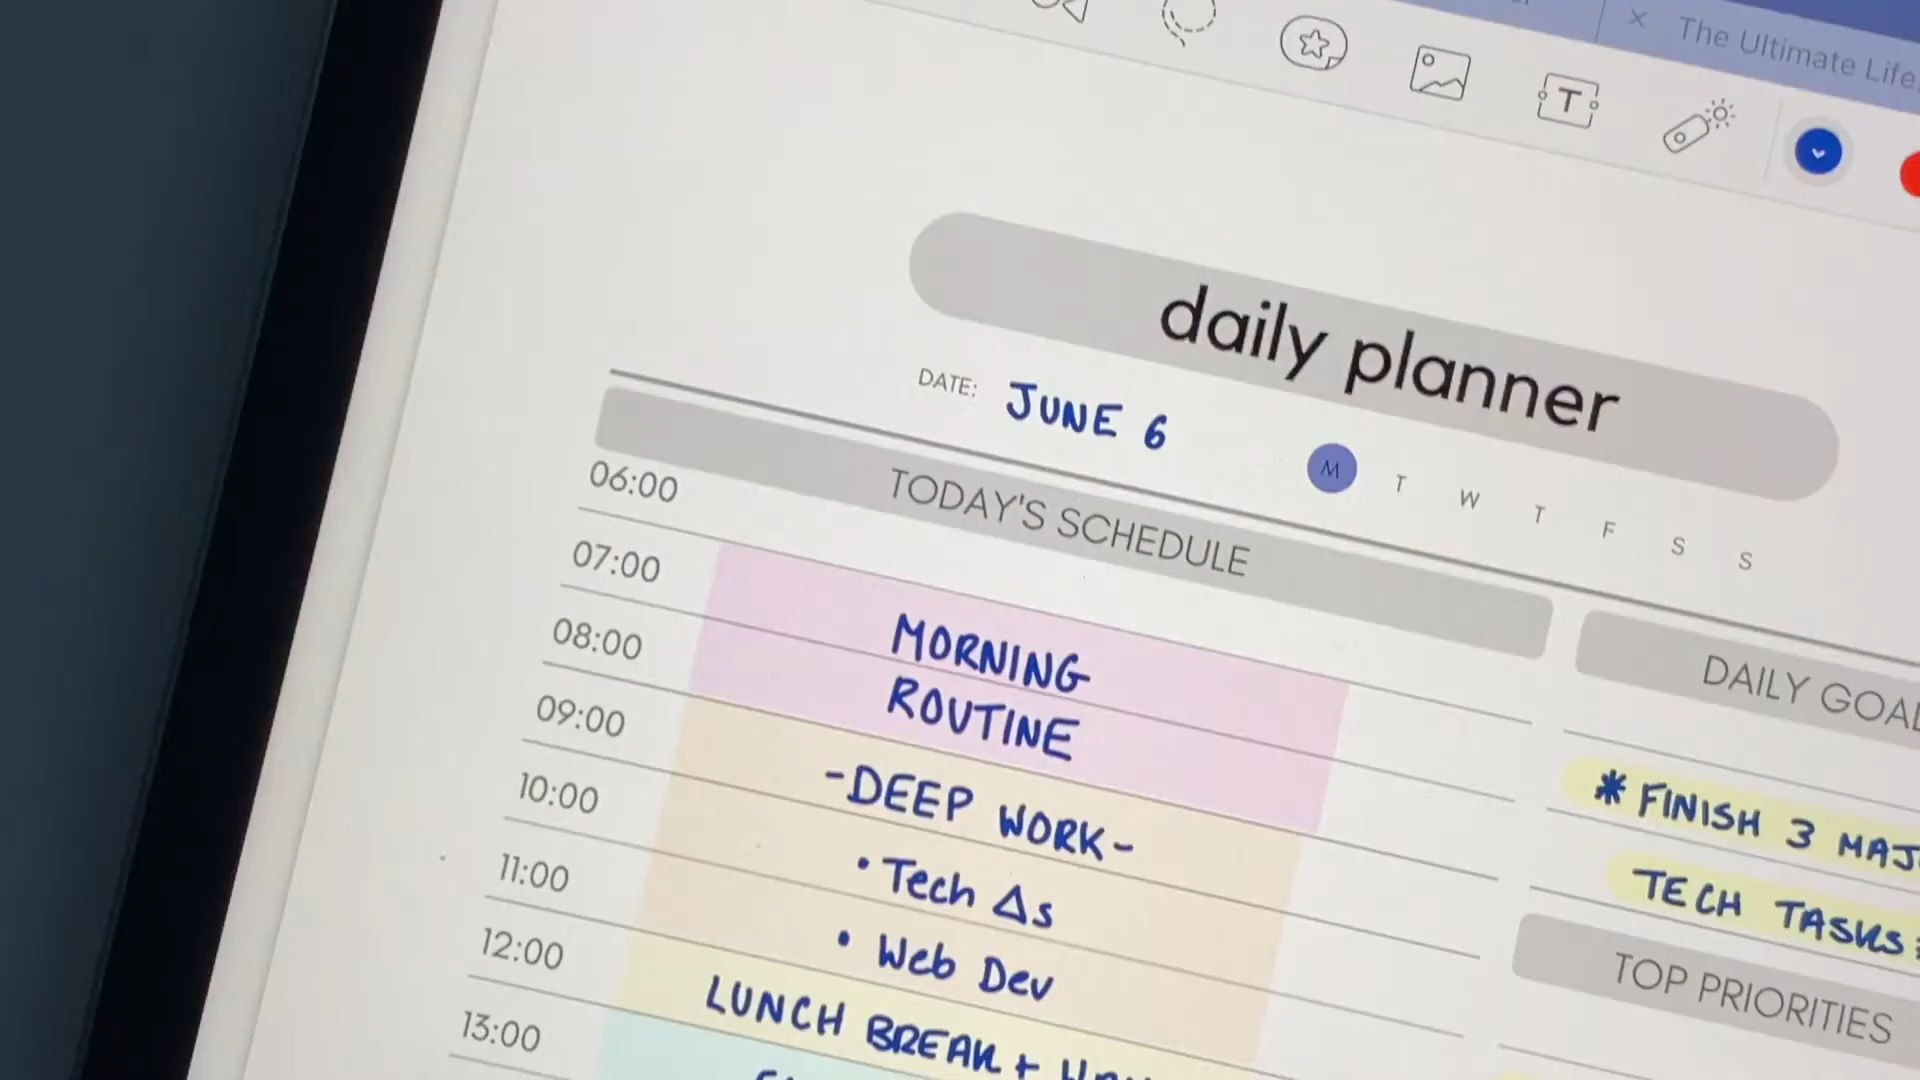 The Ultimate Life
T
daily planner
DATE: JUNE 6
M T W T F S S
TODAY'S SCHEDULE
06:00
07:00
MORNING
08:00
ROUTINE
09:00
-DEEP WORK-
10:00
• Tech Δs
11:00
• Web Dev
12:00
LUNCH BREAK +
13:00
DAILY
* FINISH 3
TECH TASKS
TOP PRIORITIES